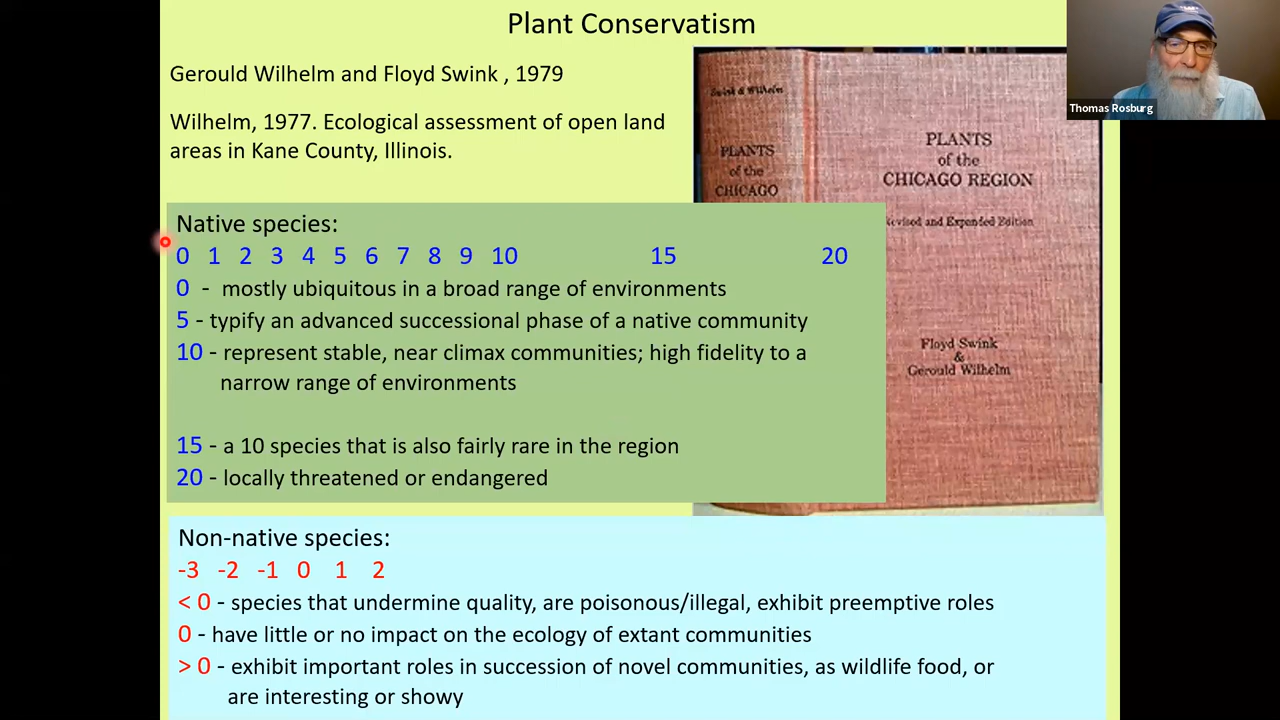 Plant Conservatism
Thomas Rosburg
Gerould Wilhelm and Floyd Swink , 1979
Wilhelm, 1977. Ecological assessment of open land
areas in Kane County, Illinois.
Swink & Wilhelm
PLANTS
of the
CHICAGO
PLANTS
of the
CHICAGO REGION
Revised and Expanded Edition
Floyd Swink
&
Gerould Wilhelm
Native species:
0 1 2 3 4 5 6 7 8 9 10 15 20
0 - mostly ubiquitous in a broad range of environments
5 - typify an advanced successional phase of a native community
10 - represent stable, near climax communities; high fidelity to a
narrow range of environments
15 - a 10 species that is also fairly rare in the region
20 - locally threatened or endangered
Non-native species:
-3 -2 -1 0 1 2
< 0 - species that undermine quality, are poisonous/illegal, exhibit preemptive roles
0 - have little or no impact on the ecology of extant communities
> 0 - exhibit important roles in succession of novel communities, as wildlife food, or
are interesting or showy